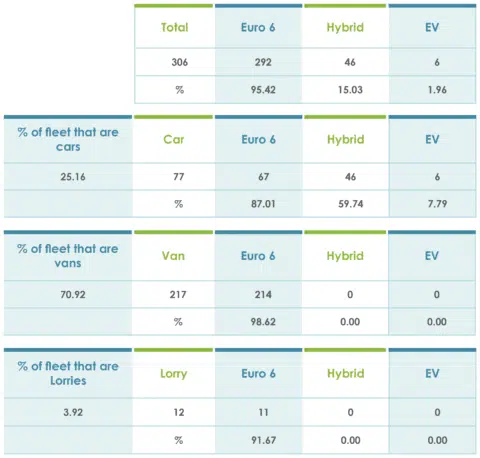 Total Euro 6 Hybrid EV
306 292 46 6
% 95.42 15.03 1.96
% of fleet that are
cars
Car Euro 6 Hybrid EV
25.16 77 67 46 6
% 87.01 59.74 7.79
% of fleet that are
vans
Van Euro 6 Hybrid EV
70.92 217 214 0 0
% 98.62 0.00 0.00
% of fleet that are
Lorries
Lorry Euro 6 Hybrid EV
3.92 12 11 0 0
% 91.67 0.00 0.00